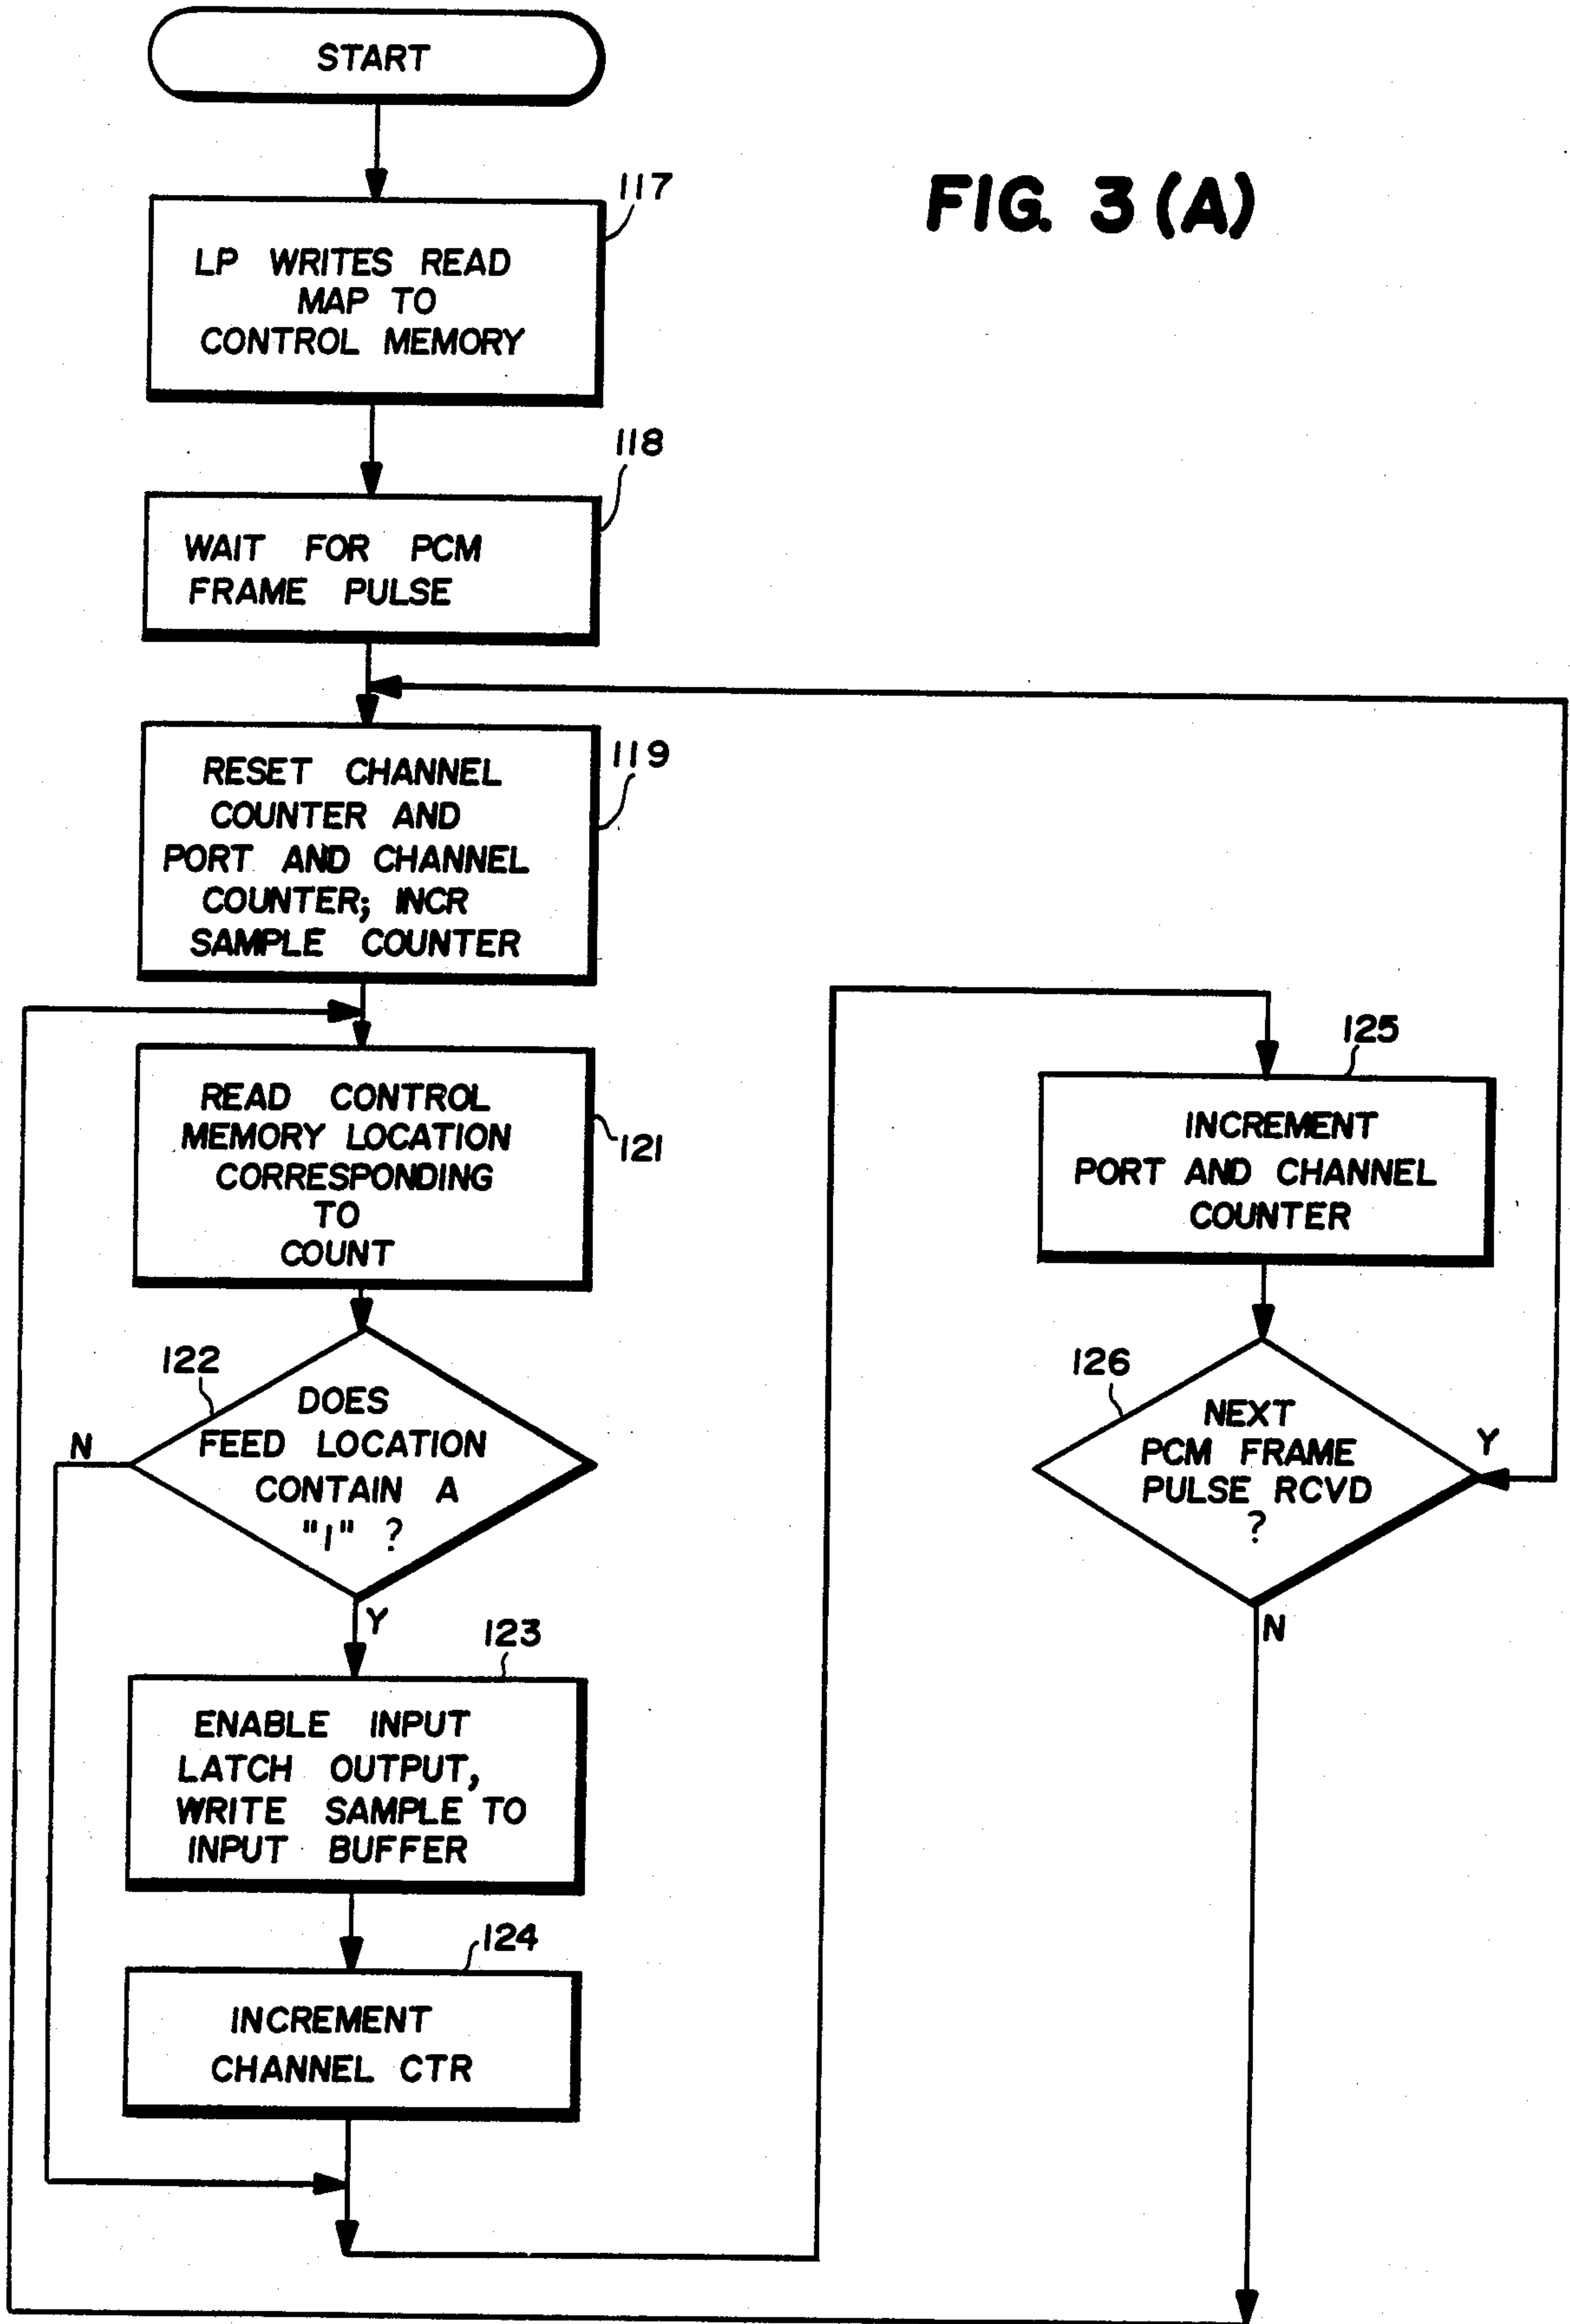 START
FIG. 3 (A)
117
LP WRITES READ
MAP TO
CONTROL MEMORY
118
WAIT FOR PCM
FRAME PULSE
119
RESET CHANNEL
COUNTER AND
PORT AND CHANNEL
COUNTER; INCR
SAMPLE COUNTER
121
READ CONTROL
MEMORY LOCATION
CORRESPONDING
TO
COUNT
122
DOES
FEED LOCATION
CONTAIN A
"1" ?
N
Y
123
ENABLE INPUT
LATCH OUTPUT,
WRITE SAMPLE TO
INPUT BUFFER
124
INCREMENT
CHANNEL CTR
125
INCREMENT
PORT AND CHANNEL
COUNTER
126
NEXT
PCM FRAME
PULSE RCVD
?
Y
N